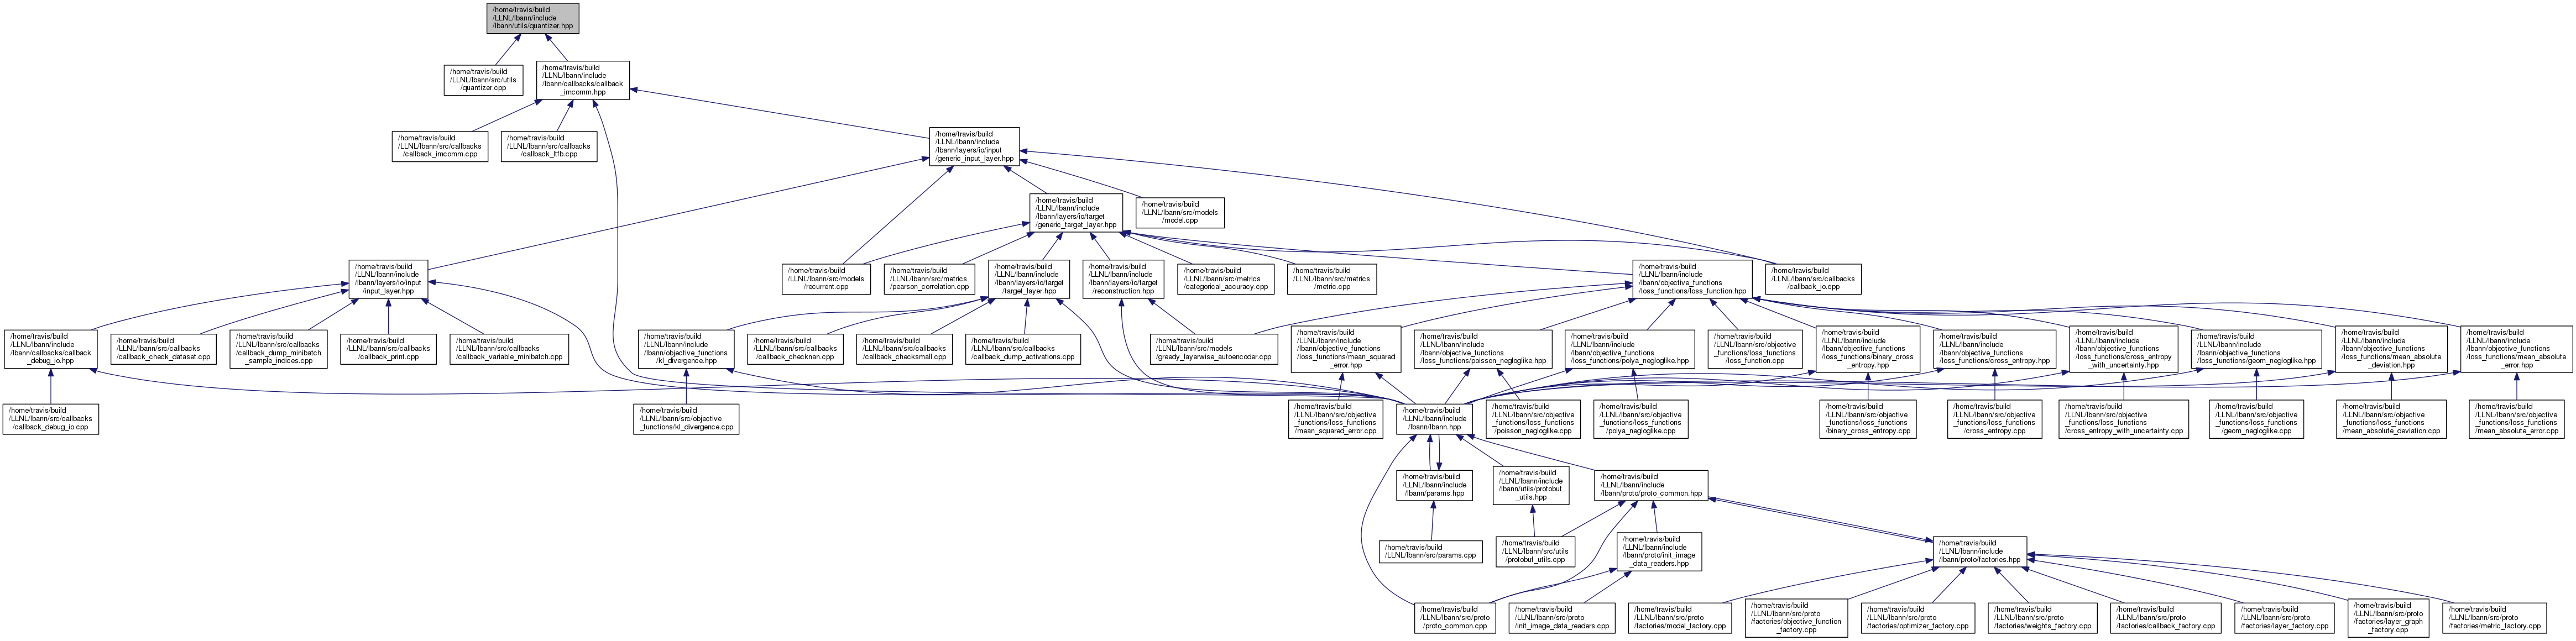 /home/travis/build
/LLNL/lbann/include
/lbann/utils/quantizer.hpp
/home/travis/build
/LLNL/lbann/src/utils
/quantizer.cpp
/home/travis/build
/LLNL/lbann/include
/lbann/callbacks/callback
_imcomm.hpp
/home/travis/build
/LLNL/lbann/src/callbacks
/callback_imcomm.cpp
/home/travis/build
/LLNL/lbann/src/callbacks
/callback_ltfb.cpp
/home/travis/build
/LLNL/lbann/include
/lbann/layers/io/input
/generic_input_layer.hpp
/home/travis/build
/LLNL/lbann/include
/lbann/layers/io/target
/generic_target_layer.hpp
/home/travis/build
/LLNL/lbann/src/models
/model.cpp
/home/travis/build
/LLNL/lbann/include
/lbann/layers/io/input
/input_layer.hpp
/home/travis/build
/LLNL/lbann/src/models
/recurrent.cpp
/home/travis/build
/LLNL/lbann/src/metrics
/pearson_correlation.cpp
/home/travis/build
/LLNL/lbann/include
/lbann/layers/io/target
/target_layer.hpp
/home/travis/build
/LLNL/lbann/include
/lbann/layers/io/target
/reconstruction.hpp
/home/travis/build
/LLNL/lbann/src/metrics
/categorical_accuracy.cpp
/home/travis/build
/LLNL/lbann/src/metrics
/metric.cpp
/home/travis/build
/LLNL/lbann/include
/lbann/objective_functions
/loss_functions/loss_function.hpp
/home/travis/build
/LLNL/lbann/src/callbacks
/callback_io.cpp
/home/travis/build
/LLNL/lbann/include
/lbann/callbacks/callback
_debug_io.hpp
/home/travis/build
/LLNL/lbann/src/callbacks
/callback_check_dataset.cpp
/home/travis/build
/LLNL/lbann/src/callbacks
/callback_dump_minibatch
_sample_indices.cpp
/home/travis/build
/LLNL/lbann/src/callbacks
/callback_print.cpp
/home/travis/build
/LLNL/lbann/src/callbacks
/callback_variable_minibatch.cpp
/home/travis/build
/LLNL/lbann/include
/lbann/objective_functions
/kl_divergence.hpp
/home/travis/build
/LLNL/lbann/src/callbacks
/callback_checknan.cpp
/home/travis/build
/LLNL/lbann/src/callbacks
/callback_checksmall.cpp
/home/travis/build
/LLNL/lbann/src/callbacks
/callback_dump_activations.cpp
/home/travis/build
/LLNL/lbann/src/models
/greedy_layerwise_autoencoder.cpp
/home/travis/build
/LLNL/lbann/include
/lbann/objective_functions
/loss_functions/mean_squared
_error.hpp
/home/travis/build
/LLNL/lbann/include
/lbann/objective_functions
/loss_functions/poisson_negloglike.hpp
/home/travis/build
/LLNL/lbann/include
/lbann/objective_functions
/loss_functions/polya_negloglike.hpp
/home/travis/build
/LLNL/lbann/src/objective
_functions/loss_functions
/loss_function.cpp
/home/travis/build
/LLNL/lbann/include
/lbann/objective_functions
/loss_functions/binary_cross
_entropy.hpp
/home/travis/build
/LLNL/lbann/include
/lbann/objective_functions
/loss_functions/cross_entropy.hpp
/home/travis/build
/LLNL/lbann/include
/lbann/objective_functions
/loss_functions/cross_entropy
_with_uncertainty.hpp
/home/travis/build
/LLNL/lbann/include
/lbann/objective_functions
/loss_functions/geom_negloglike.hpp
/home/travis/build
/LLNL/lbann/include
/lbann/objective_functions
/loss_functions/mean_absolute
_deviation.hpp
/home/travis/build
/LLNL/lbann/include
/lbann/objective_functions
/loss_functions/mean_absolute
_error.hpp
/home/travis/build
/LLNL/lbann/src/callbacks
/callback_debug_io.cpp
/home/travis/build
/LLNL/lbann/src/objective
_functions/kl_divergence.cpp
/home/travis/build
/LLNL/lbann/src/objective
_functions/loss_functions
/mean_squared_error.cpp
/home/travis/build
/LLNL/lbann/include
/lbann/lbann.hpp
/home/travis/build
/LLNL/lbann/src/objective
_functions/loss_functions
/poisson_negloglike.cpp
/home/travis/build
/LLNL/lbann/src/objective
_functions/loss_functions
/polya_negloglike.cpp
/home/travis/build
/LLNL/lbann/src/objective
_functions/loss_functions
/binary_cross_entropy.cpp
/home/travis/build
/LLNL/lbann/src/objective
_functions/loss_functions
/cross_entropy.cpp
/home/travis/build
/LLNL/lbann/src/objective
_functions/loss_functions
/cross_entropy_with_uncertainty.cpp
/home/travis/build
/LLNL/lbann/src/objective
_functions/loss_functions
/geom_negloglike.cpp
/home/travis/build
/LLNL/lbann/src/objective
_functions/loss_functions
/mean_absolute_deviation.cpp
/home/travis/build
/LLNL/lbann/src/objective
_functions/loss_functions
/mean_absolute_error.cpp
/home/travis/build
/LLNL/lbann/include
/lbann/params.hpp
/home/travis/build
/LLNL/lbann/include
/lbann/utils/protobuf
_utils.hpp
/home/travis/build
/LLNL/lbann/include
/lbann/proto/proto_common.hpp
/home/travis/build
/LLNL/lbann/src/params.cpp
/home/travis/build
/LLNL/lbann/src/utils
/protobuf_utils.cpp
/home/travis/build
/LLNL/lbann/include
/lbann/proto/init_image
_data_readers.hpp
/home/travis/build
/LLNL/lbann/include
/lbann/proto/factories.hpp
/home/travis/build
/LLNL/lbann/src/proto
/proto_common.cpp
/home/travis/build
/LLNL/lbann/src/proto
/init_image_data_readers.cpp
/home/travis/build
/LLNL/lbann/src/proto
/factories/model_factory.cpp
/home/travis/build
/LLNL/lbann/src/proto
/factories/objective_function
_factory.cpp
/home/travis/build
/LLNL/lbann/src/proto
/factories/optimizer_factory.cpp
/home/travis/build
/LLNL/lbann/src/proto
/factories/weights_factory.cpp
/home/travis/build
/LLNL/lbann/src/proto
/factories/callback_factory.cpp
/home/travis/build
/LLNL/lbann/src/proto
/factories/layer_factory.cpp
/home/travis/build
/LLNL/lbann/src/proto
/factories/layer_graph
_factory.cpp
/home/travis/build
/LLNL/lbann/src/proto
/factories/metric_factory.cpp